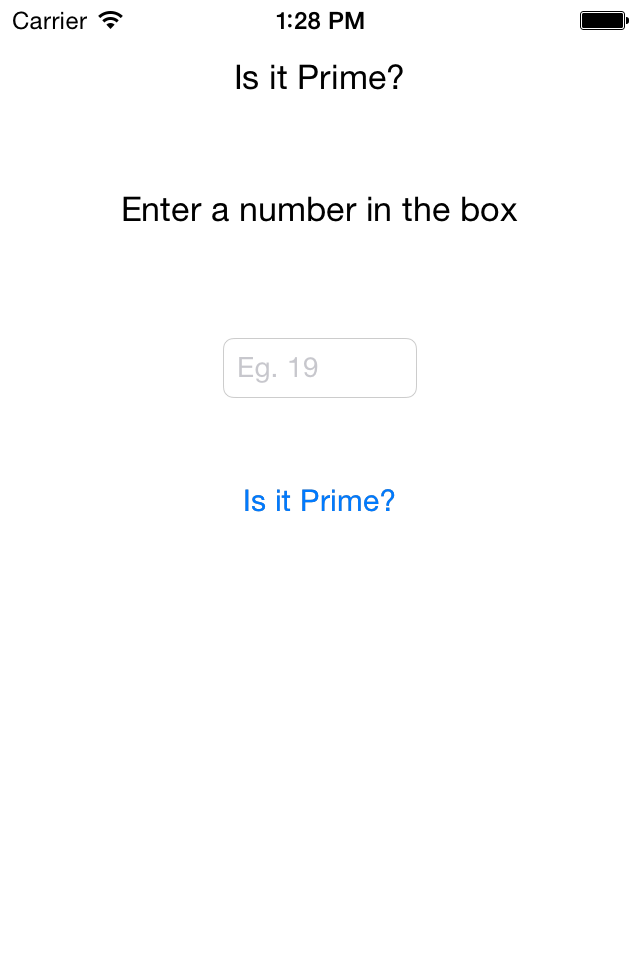 Carrier 1:28 PM
Is it Prime?
Enter a number in the box
Eg. 19
Is it Prime?